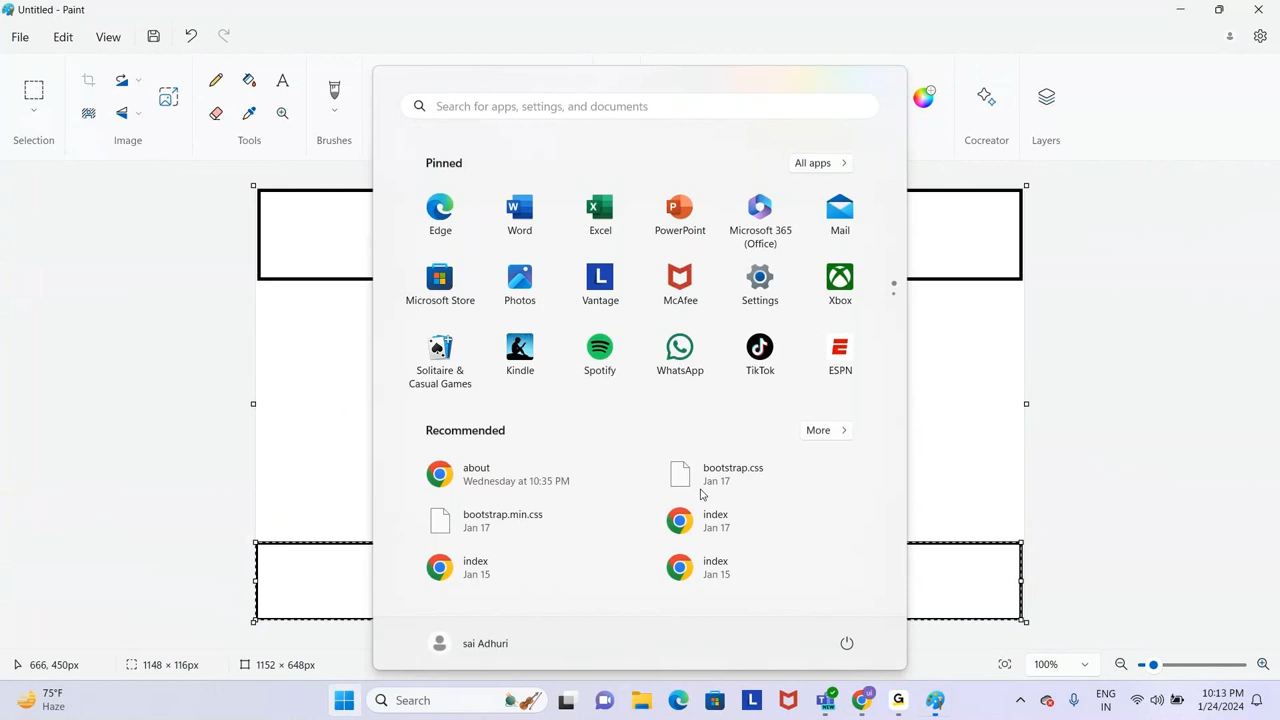 Untitled - Paint
File Edit View
Selection
Image
Tools
Brushes
Cocreator
Layers
Search for apps, settings, and documents
Pinned
All apps
Edge
Word
Excel
PowerPoint
Microsoft 365
(Office)
Mail
Microsoft Store
Photos
Vantage
McAfee
Settings
Xbox
Solitaire &
Casual Games
Kindle
Spotify
WhatsApp
TikTok
ESPN
Recommended
More
about
Wednesday at 10:35 PM
bootstrap.css
Jan 17
bootstrap.min.css
Jan 17
index
Jan 17
index
Jan 15
index
Jan 15
sai Adhuri
666, 450px
1148 × 116px
1152 × 648px
100%
75°F
Haze
Search
NEW
ui
ENG
IN
10:13 PM
1/24/2024